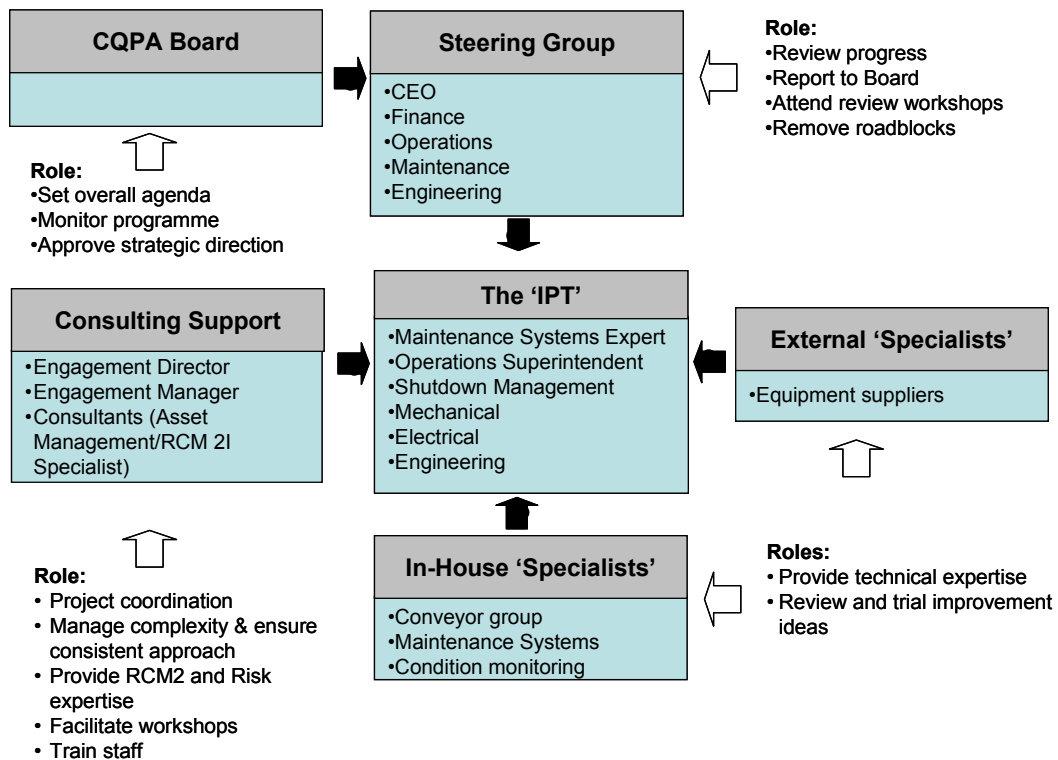 CQPA Board
Steering Group
•CEO
•Finance
•Operations
•Maintenance
•Engineering
Role:
•Review progress
•Report to Board
•Attend review workshops
•Remove roadblocks
Role:
•Set overall agenda
•Monitor programme
•Approve strategic direction
Consulting Support
•Engagement Director
•Engagement Manager
•Consultants (Asset
Management/RCM 2I
Specialist)
The ‘IPT’
•Maintenance Systems Expert
•Operations Superintendent
•Shutdown Management
•Mechanical
•Electrical
•Engineering
External ‘Specialists’
•Equipment suppliers
Role:
• Project coordination
• Manage complexity & ensure
consistent approach
• Provide RCM2 and Risk
expertise
• Facilitate workshops
• Train staff
In-House ‘Specialists’
•Conveyor group
•Maintenance Systems
•Condition monitoring
Roles:
• Provide technical expertise
• Review and trial improvement
ideas